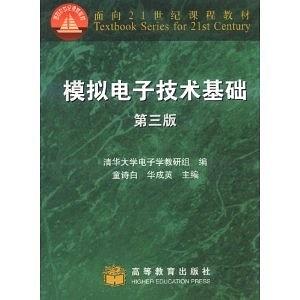 面向21世纪课程教材
Textbook Series for 21st Century
模拟电子技术基础
第三版
清华大学电子学教研组 编
童诗白 华成英 主编
高等教育出版社
HIGHER EDUCATION PRESS